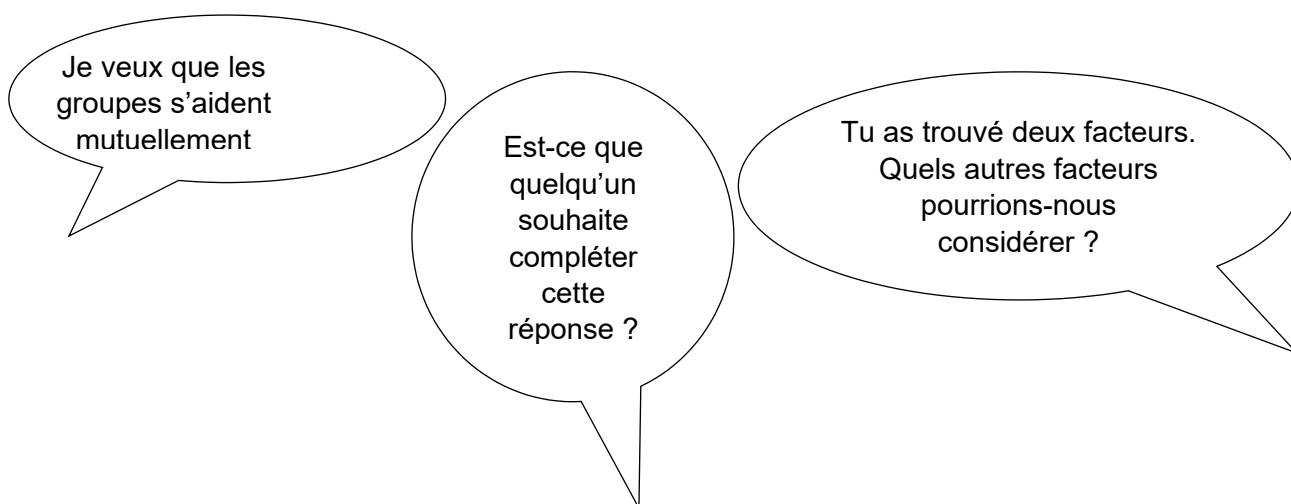 Je veux que les
groupes s’aident
mutuellement
Est-ce que
quelqu’un
souhaite
compléter
cette
réponse ?
Tu as trouvé deux facteurs.
Quels autres facteurs
pourrions-nous
considérer ?